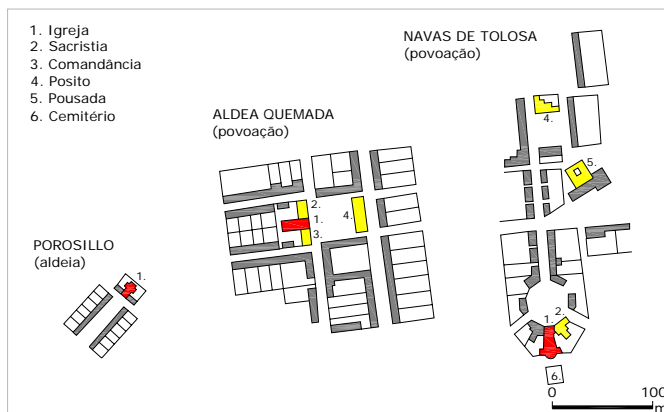 1. Igreja
2. Sacristia
3. Comandância
4. Posito
5. Pousada
6. Cemitério
NAVAS DE TOLOSA
(povoação)
4.
5.
1.
2.
6.
ALDEA QUEMADA
(povoação)
2.
1.
3.
4.
POROSILLO
(aldeia)
1.
0 100
m